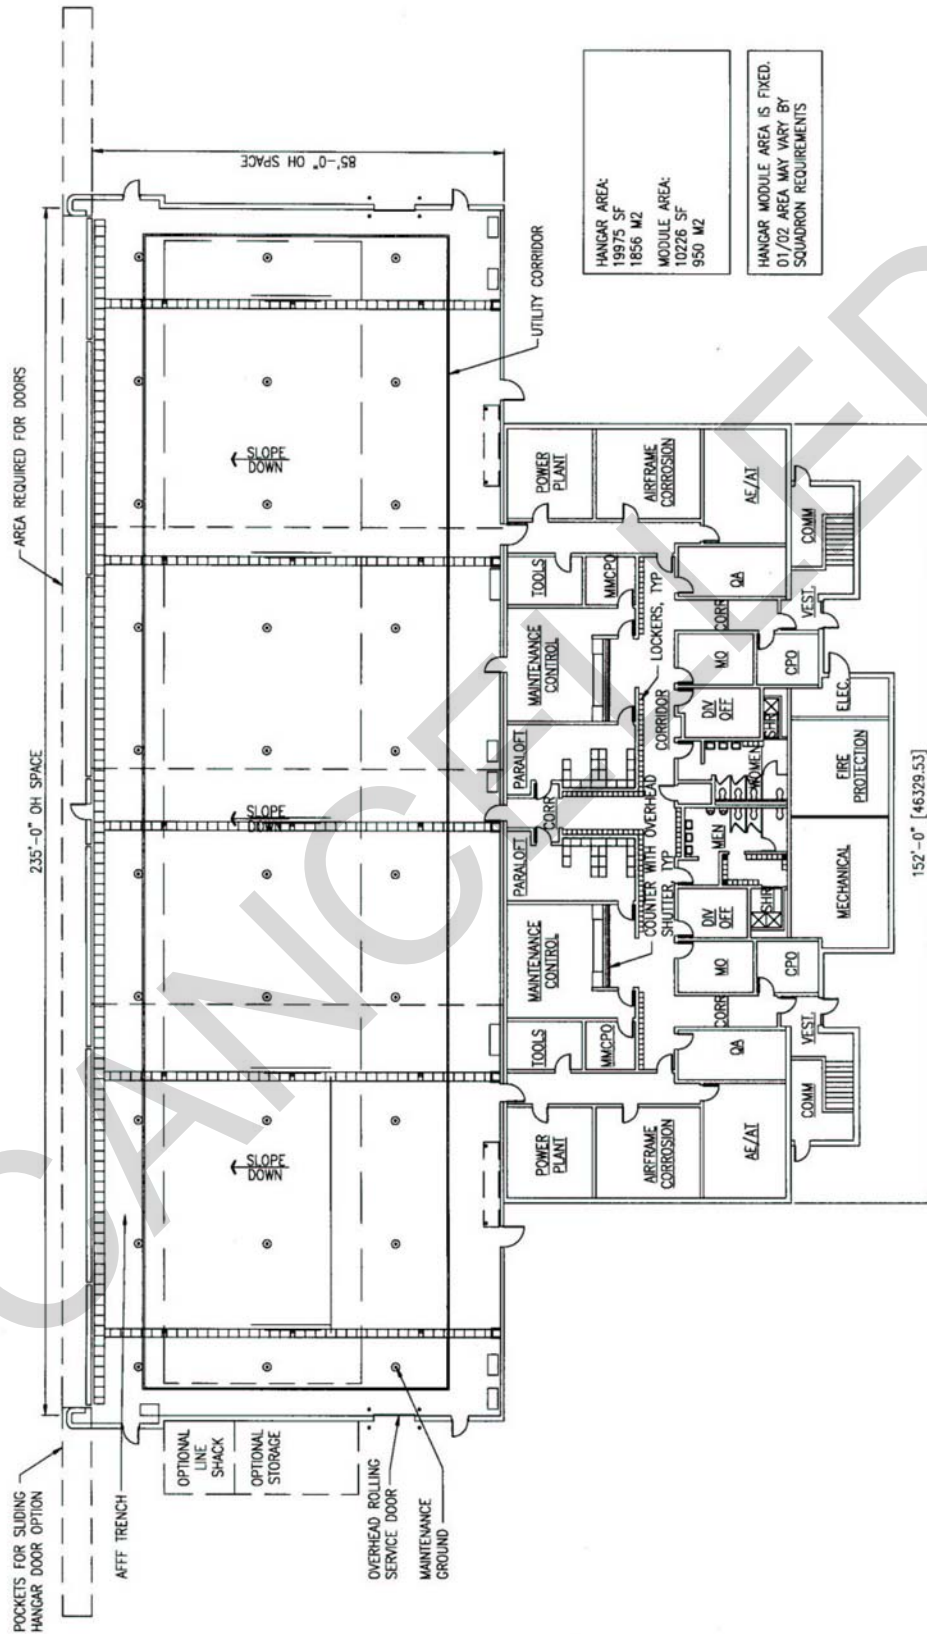 POCKETS FOR SLIDING
HANGAR DOOR OPTION
235'-0" OH SPACE
AREA REQUIRED FOR DOORS
AFFF TRENCH
85'-0" OH SPACE
OPTIONAL
LINE
SHACK
OPTIONAL
STORAGE
SLOPE
DOWN
SLOPE
DOWN
SLOPE
DOWN
OVERHEAD ROLLING
SERVICE DOOR
MAINTENANCE
GROUND
UTILITY CORRIDOR
POWER
PLANT
TOOLS
MAINTENANCE
CONTROL
PARALOFT
CORR
PARALOFT
MAINTENANCE
CONTROL
TOOLS
POWER
PLANT
AIRFRAME
CORROSION
MMCPO
MMCPO
AIRFRAME
CORROSION
COUNTER WITH OVERHEAD
SHUTTER, TYP
CORRIDOR
LOCKERS, TYP
AE/AT
QA
CORR
MO
DIV
OFF
MEN
WOMEN
DIV
OFF
MO
CORR
QA
AE/AT
SHR
SHR
COMM
VEST.
CPO
CPO
VEST.
COMM
MECHANICAL
FIRE
PROTECTION
ELEC.
152'-0" [46329.53]
HANGAR AREA:
19975 SF
1856 M2
MODULE AREA:
10226 SF
950 M2
HANGAR MODULE AREA IS FIXED.
01/02 AREA MAY VARY BY
SQUADRON REQUIREMENTS
CANCELLED